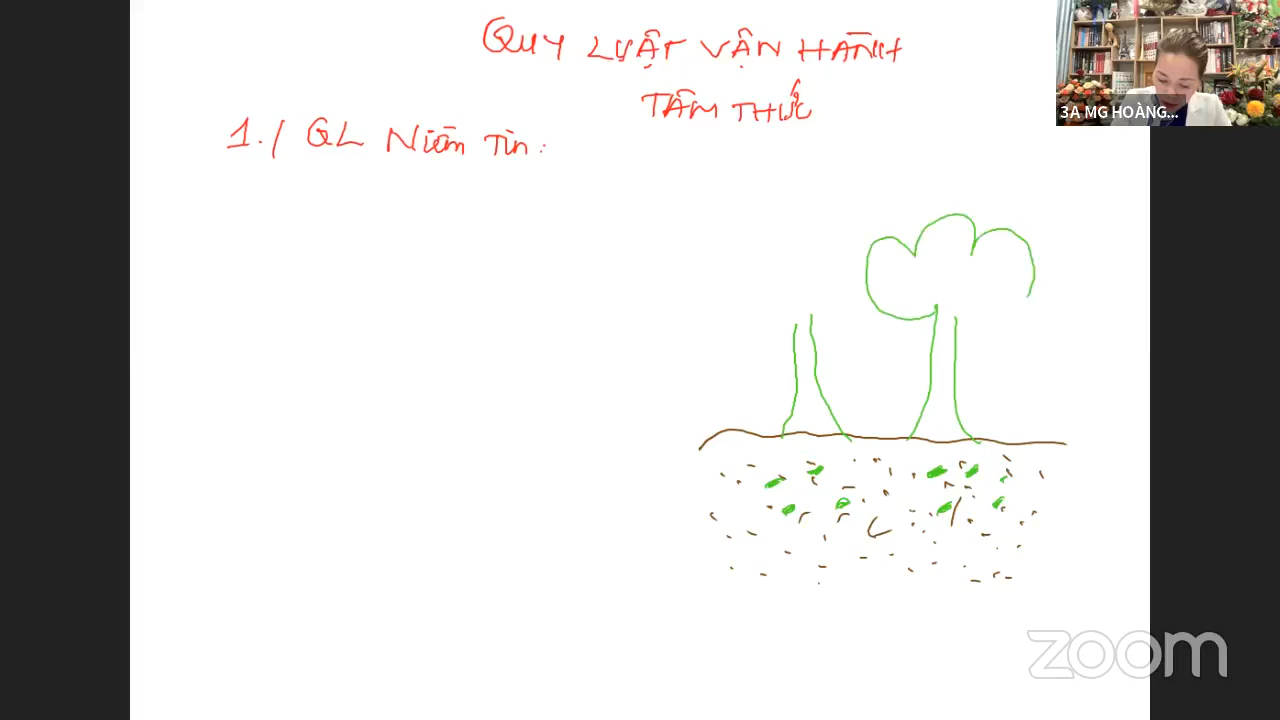 QUY LUẬT VẬN HÀNH
TÂM THỨC
1./ QL Niềm Tin:
3A MG HOÀNG...
zoom